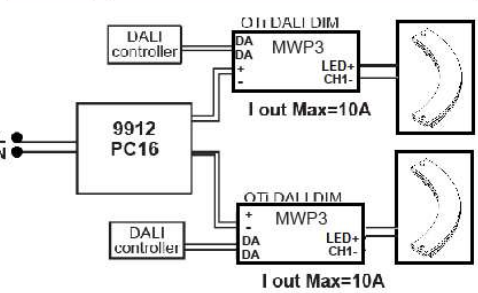 OTi DALI DIM
DALI
controller
DA
DA
+
-
MWP3
LED+
CH1-
I out Max=10A
9912
PC16
N
OTi DALI DIM
+
-
DA
DA
MWP3
LED+
CH1-
DALI
controller
I out Max=10A